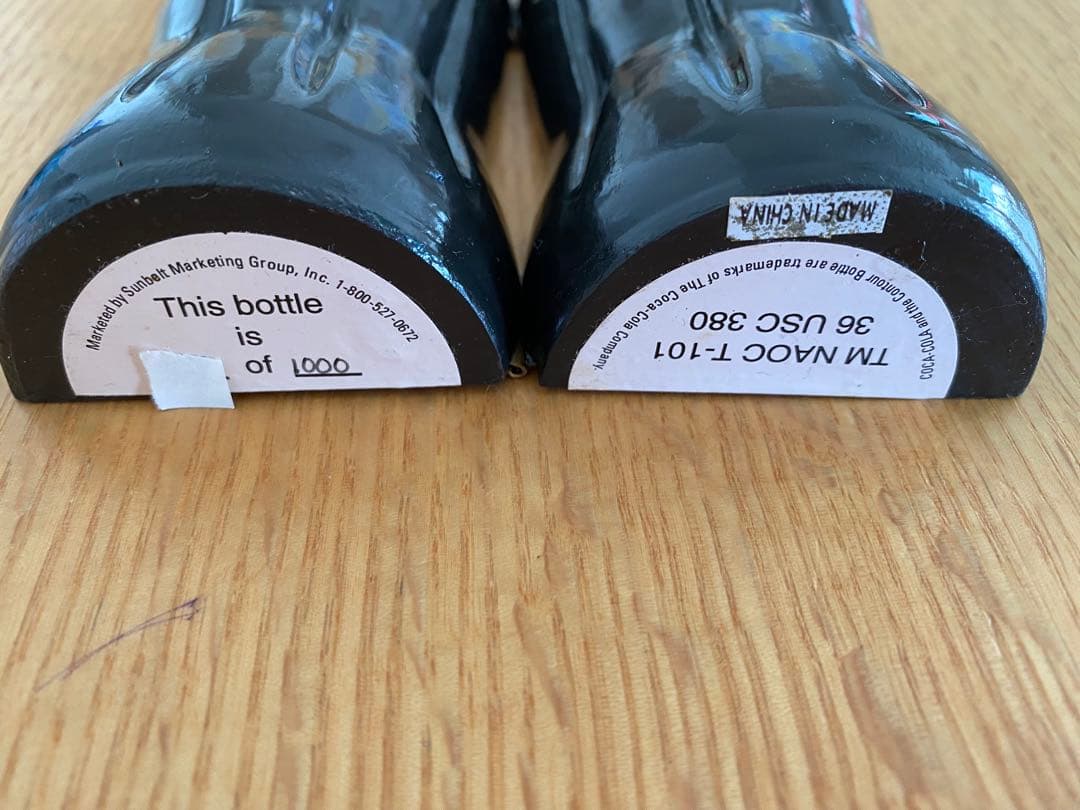 Marketed by Sunbelt Marketing Group, Inc. 1-800-527-0672
This bottle
is
of 1000
MADE IN CHINA
TM NAOC T-101
36 USC 380
COCA-COLA and the Contour Bottle are trademarks of The Coca-Cola Company.